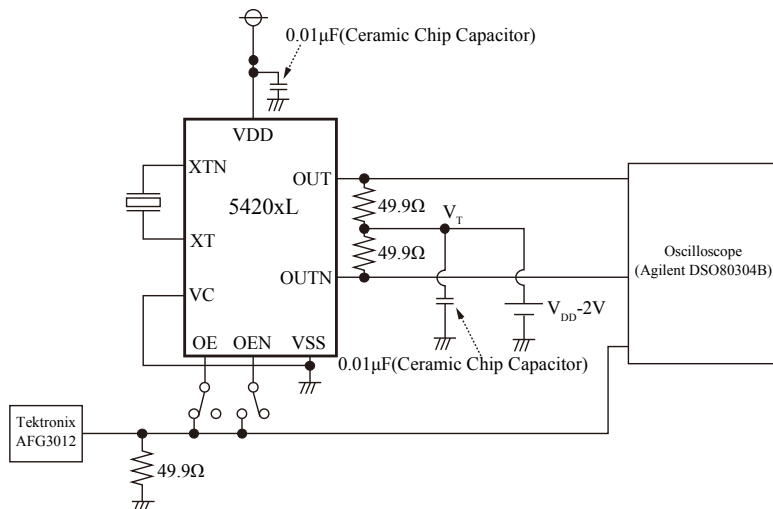 0.01μF(Ceramic Chip Capacitor)
VDD
XTN
OUT
5420xL
49.9Ω
V_T
XT
49.9Ω
Oscilloscope
(Agilent DSO80304B)
OUTN
VC
V_DD-2V
OE
OEN
VSS
0.01μF(Ceramic Chip Capacitor)
Tektronix
AFG3012
49.9Ω